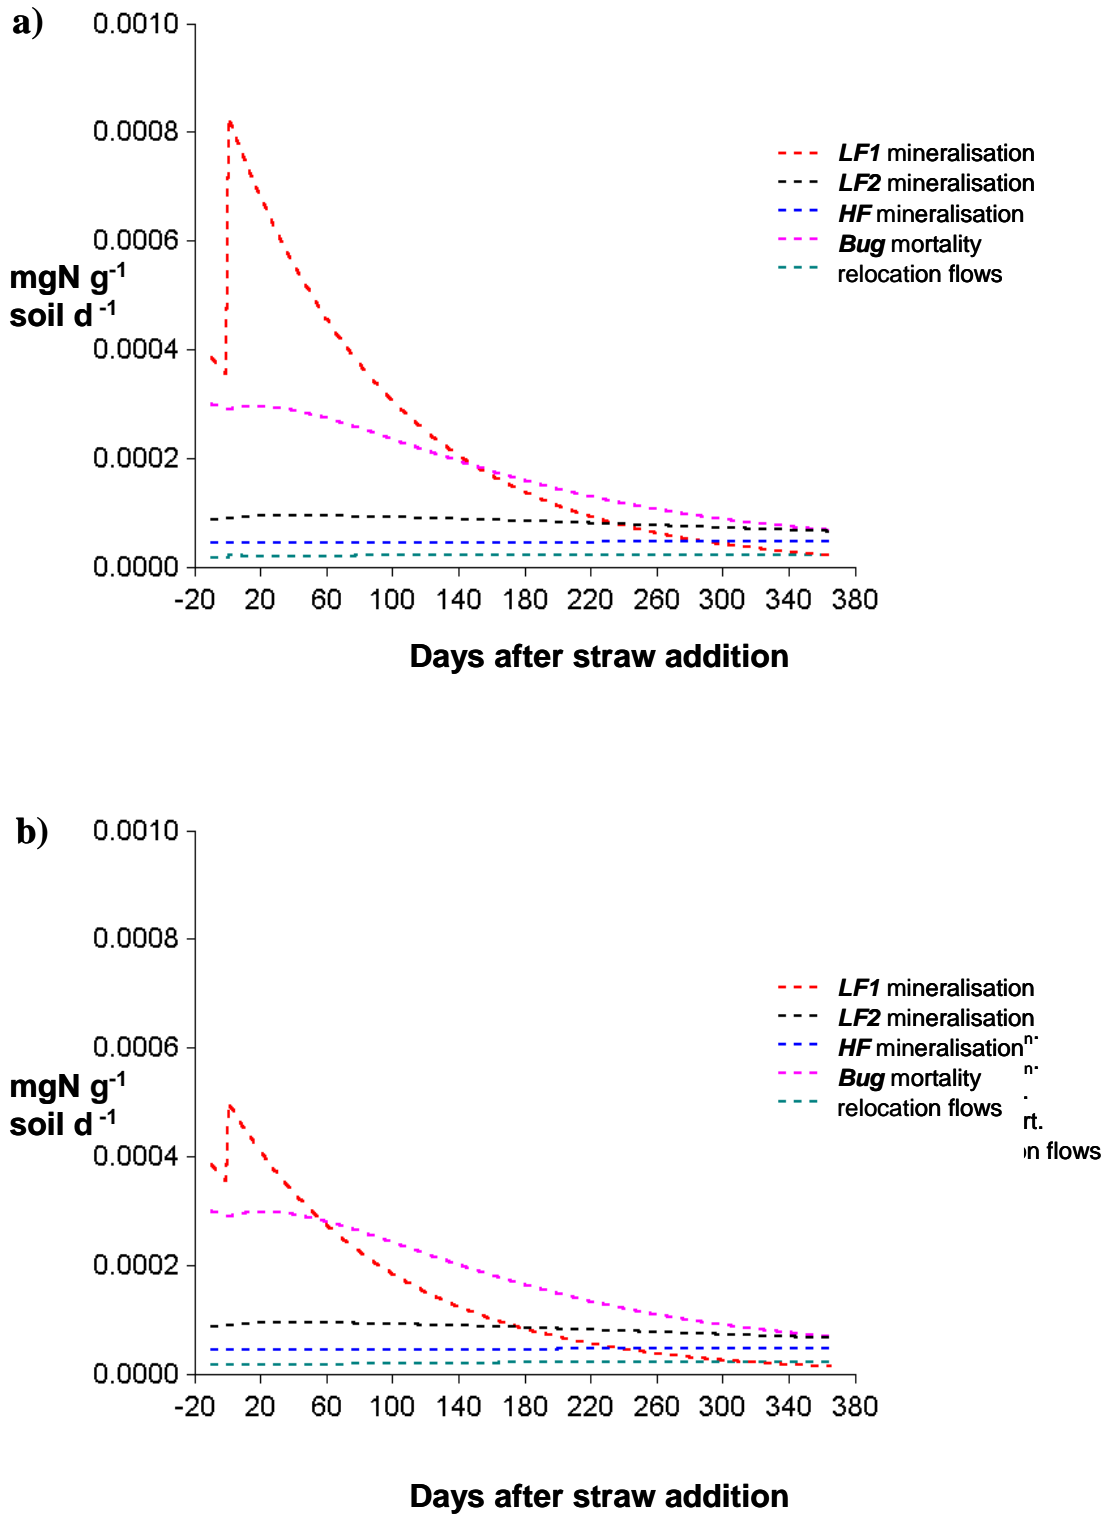 a)
0.0010
0.0008
0.0006
0.0004
0.0002
0.0000
mgN g-1
soil d -1
-20 20 60 100 140 180 220 260 300 340 380
Days after straw addition
LF1 mineralisation
LF2 mineralisation
HF mineralisation
Bug mortality
relocation flows
b)
0.0010
0.0008
0.0006
0.0004
0.0002
0.0000
mgN g-1
soil d -1
-20 20 60 100 140 180 220 260 300 340 380
Days after straw addition
LF1 mineralisation
LF2 mineralisation
HF mineralisation
n.
Bug mortality
n.
relocation flows
.
rt.
n flows